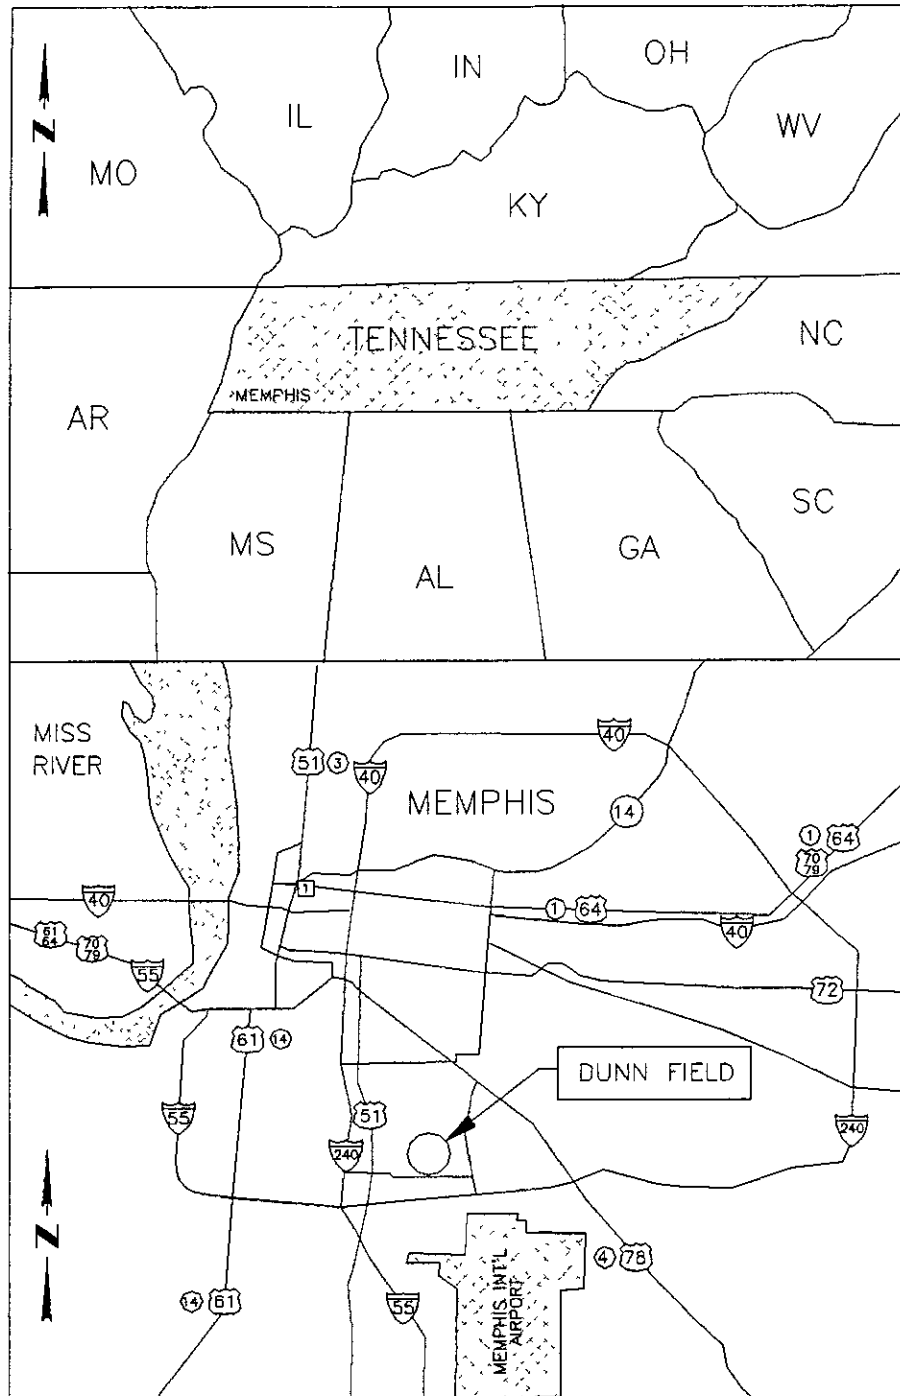 OH
IN
IL
WV
Z
MO
KY
TENNESSEE
NC
MEMPHIS
AR
SC
MS
GA
AL
MISS
RIVER
40
51 3
40
MEMPHIS
14
1
64
70
79
1
40
1 64
40
61
64
70
79
55
72
61 14
DUNN FIELD
55
51
240
240
Z
4 78
MEMPHIS INT'L
AIRPORT
14 61
55